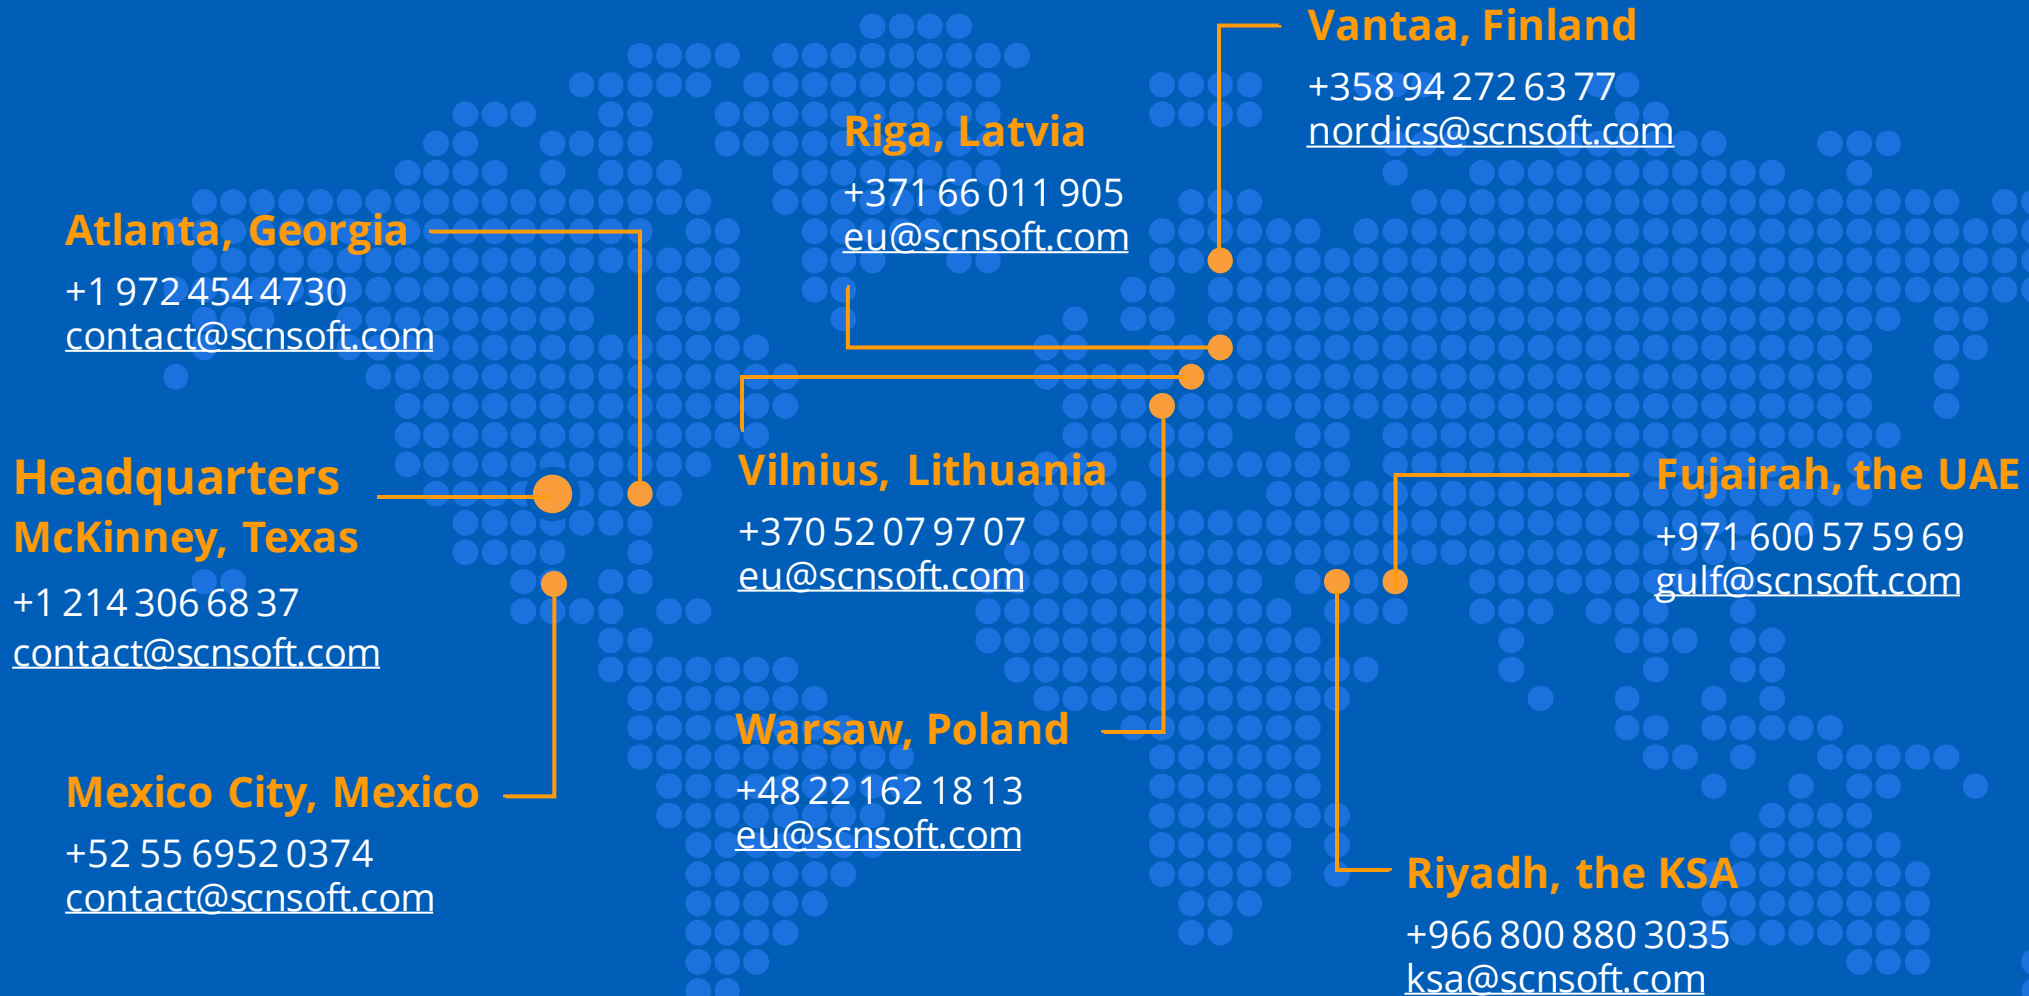 Vantaa, Finland
+358 94 272 63 77
nordics@scnsoft.com
Riga, Latvia
+371 66 011 905
eu@scnsoft.com
Atlanta, Georgia
+1 972 454 4730
contact@scnsoft.com
Headquarters
McKinney, Texas
+1 214 306 68 37
contact@scnsoft.com
Vilnius, Lithuania
+370 52 07 97 07
eu@scnsoft.com
Fujairah, the UAE
+971 600 57 59 69
gulf@scnsoft.com
Mexico City, Mexico
+52 55 6952 0374
contact@scnsoft.com
Warsaw, Poland
+48 22 162 18 13
eu@scnsoft.com
Riyadh, the KSA
+966 800 880 3035
ksa@scnsoft.com